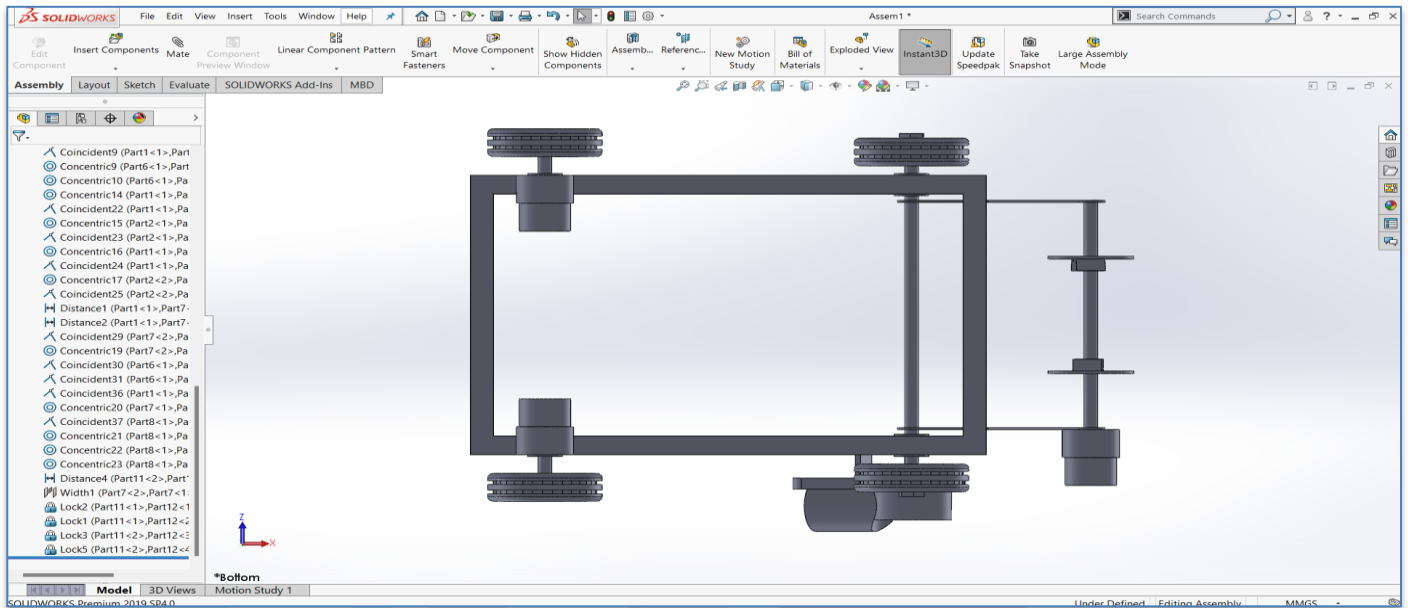 SOLIDWORKS File Edit View Insert Tools Window Help Assem1 * Search Commands
Edit Component Insert Components Mate Component Preview Window Linear Component Pattern Smart Fasteners Move Component Show Hidden Components Assemb... Referenc... New Motion Study Bill of Materials Exploded View Instant3D Update Speedpak Take Snapshot Large Assembly Mode
Assembly Layout Sketch Evaluate SOLIDWORKS Add-Ins MBD
Coincident9 (Part1<1>,Part
Concentric9 (Part6<1>,Part
Concentric10 (Part6<1>,Pa
Concentric14 (Part1<1>,Pa
Coincident22 (Part1<1>,Pa
Concentric15 (Part2<1>,Pa
Coincident23 (Part2<1>,Pa
Concentric16 (Part1<1>,Pa
Coincident24 (Part1<1>,Pa
Concentric17 (Part2<2>,Pa
Coincident25 (Part2<2>,Pa
Distance1 (Part1<1>,Part7
Distance2 (Part1<1>,Part7
Coincident29 (Part7<2>,Pa
Concentric19 (Part7<2>,Pa
Coincident30 (Part6<1>,Pa
Coincident31 (Part6<1>,Pa
Coincident36 (Part1<1>,Pa
Concentric20 (Part7<1>,Pa
Coincident37 (Part8<1>,Pa
Concentric21 (Part8<1>,Pa
Concentric22 (Part8<1>,Pa
Concentric23 (Part8<1>,Pa
Distance4 (Part11<2>,Part
Width1 (Part7<2>,Part7<1
Lock2 (Part11<1>,Part12<1
Lock1 (Part11<1>,Part12<2
Lock3 (Part11<2>,Part12<3
Lock5 (Part11<2>,Part12<4
Z
X
*Bottom
Model 3D Views Motion Study 1
SOLIDWORKS Premium 2019 SP4.0 Under Defined Editing Assembly MMGS